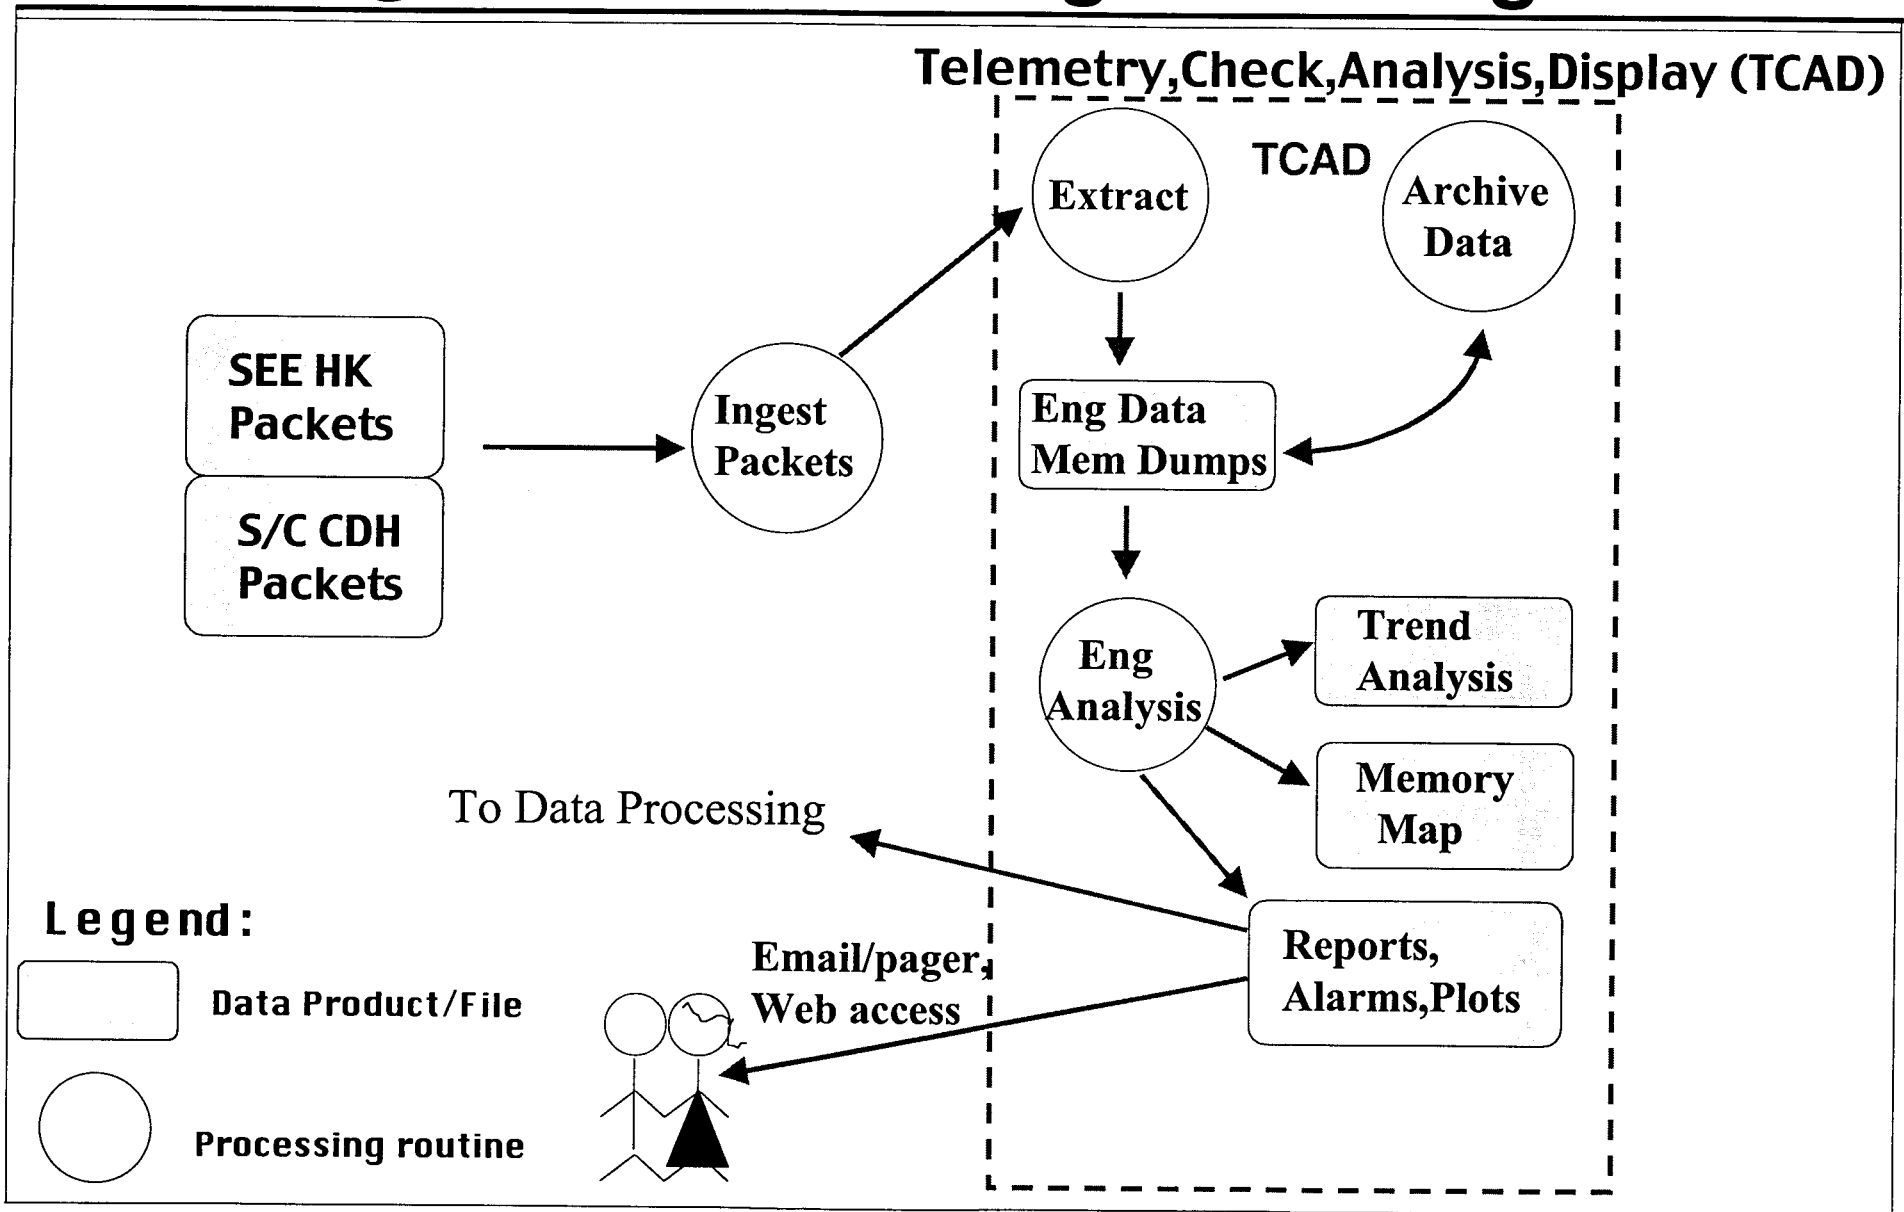 Telemetry,Check,Analysis,Display (TCAD)
TCAD
Extract
Archive
Data
SEE HK
Packets
S/C CDH
Packets
Ingest
Packets
Eng Data
Mem Dumps
Eng
Analysis
Trend
Analysis
Memory
Map
To Data Processing
Reports,
Alarms,Plots
Email/pager,
Web access
Legend:
Data Product/File
Processing routine